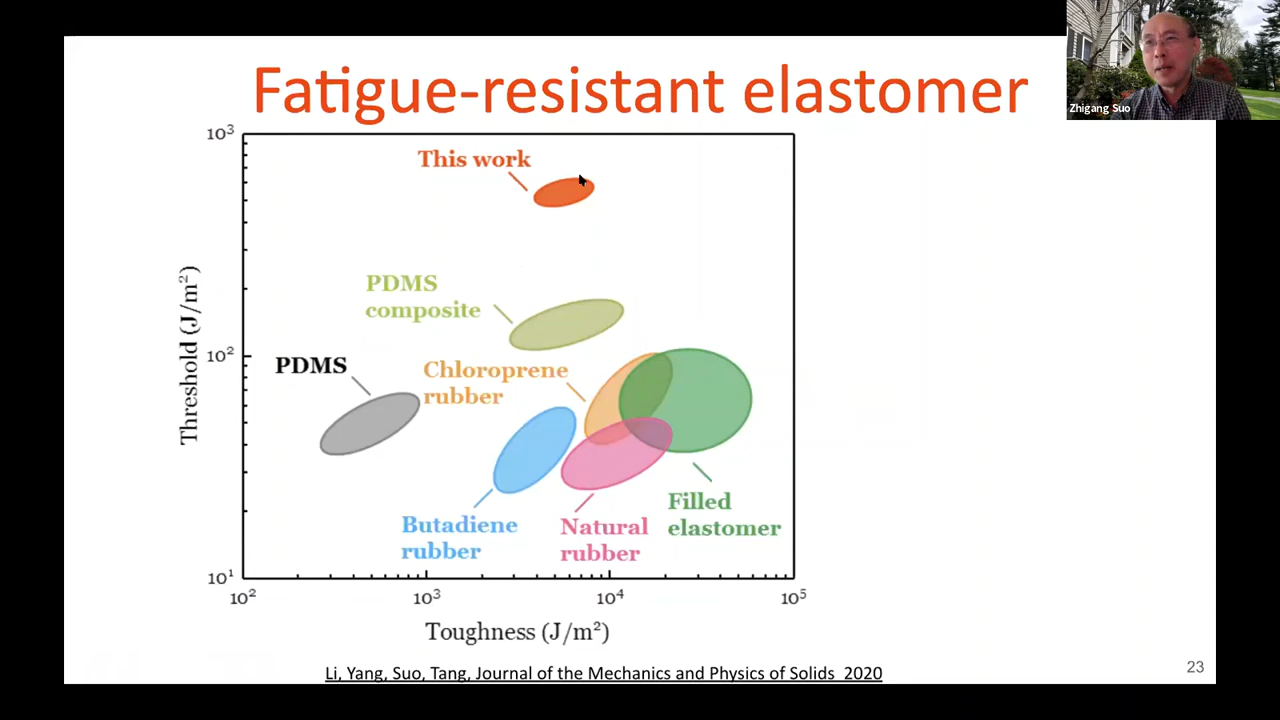 Fatigue-resistant elastomer
Zhigang Suo
10³
This work
PDMS
composite
Threshold (J/m²)
10²
PDMS
Chloroprene
rubber
Filled
elastomer
Butadiene
rubber
Natural
rubber
10¹
10²
10³
10⁴
10⁵
Toughness (J/m²)
Li, Yang, Suo, Tang, Journal of the Mechanics and Physics of Solids 2020
23